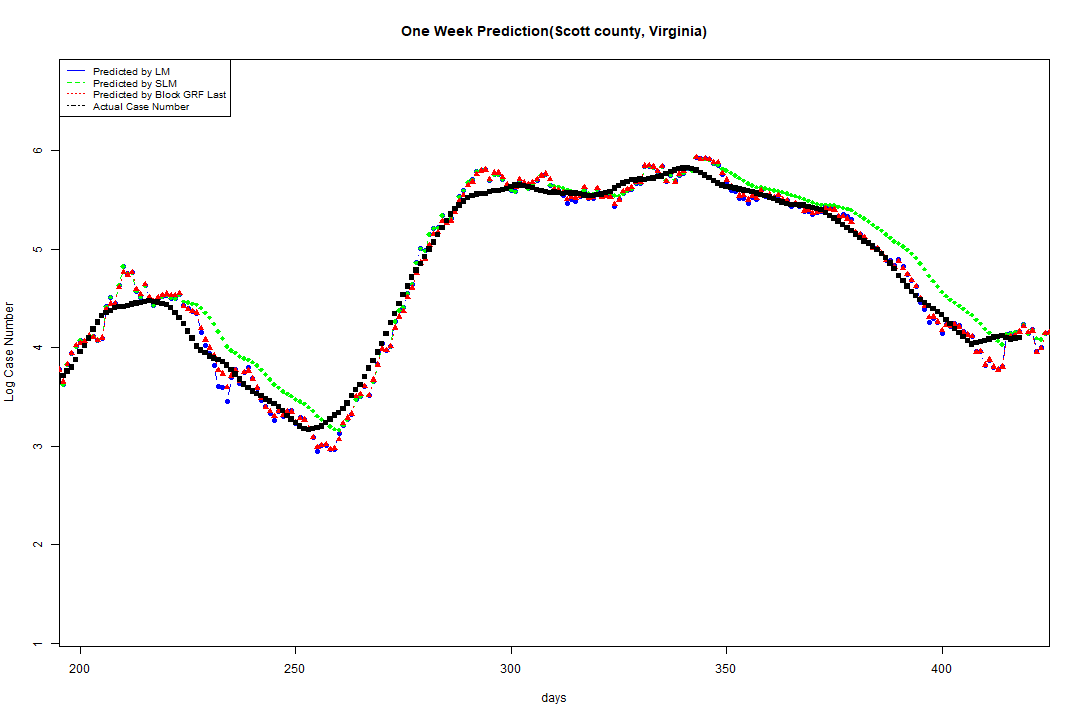 One Week Prediction(Scott county, Virginia)
Predicted by LM
Predicted by SLM
Predicted by Block GRF Last
Actual Case Number
6
5
4
3
2
1
Log Case Number
200 250 300 350 400
days